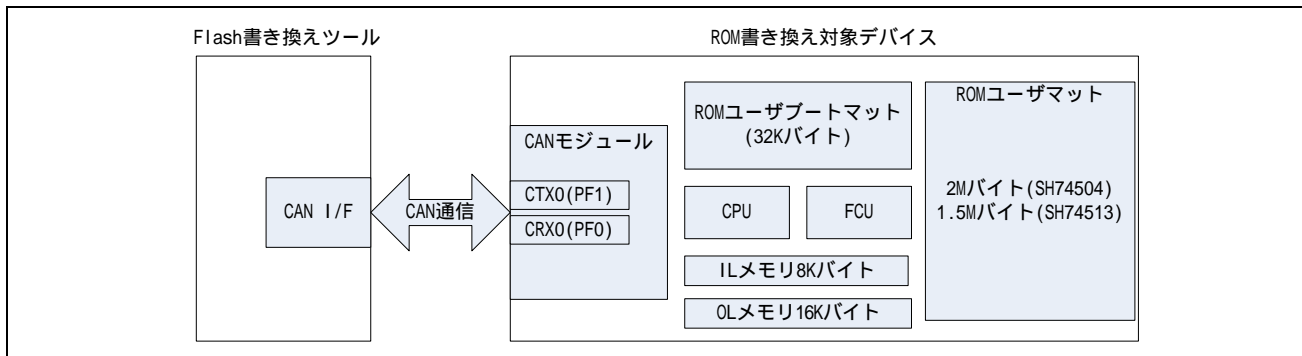 Flash書き換えツール
ROM書き換え対象デバイス
CAN I/F
CAN通信
CANモジュール
CTX0(PF1)
CRX0(PF0)
ROMユーザブートマット
(32Kバイト)
CPU
FCU
ILメモリ8Kバイト
OLメモリ16Kバイト
ROMユーザマット
2Mバイト(SH74504)
1.5Mバイト(SH74513)